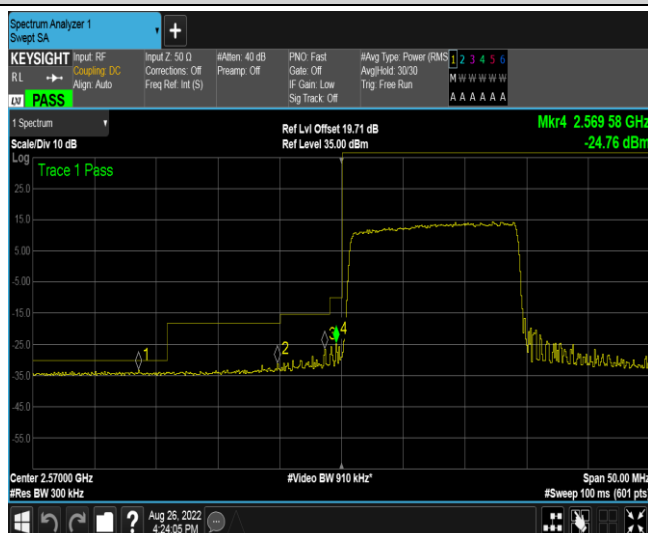 Spectrum Analyzer 1
Swept SA
KEYSIGHT
RL
LXI PASS
Input: RF
Coupling: DC
Align: Auto
Input Z: 50 Ω
Corrections: Off
Freq Ref: Int (S)
#Atten: 40 dB
Preamp: Off
PNO: Fast
Gate: Off
IF Gain: Low
Sig Track: Off
#Avg Type: Power (RMS
Avg|Hold: 30/30
Trig: Free Run
1 2 3 4 5 6
M W W W W W
A A A A A A
1 Spectrum
Scale/Div 10 dB
Ref Lvl Offset 19.71 dB
Ref Level 35.00 dBm
Mkr4 2.569 58 GHz
-24.76 dBm
Log
Trace 1 Pass
25.0
15.0
5.00
-5.00
-15.0
-25.0
-35.0
-45.0
-55.0
1
2
3
4
Center 2.57000 GHz
#Res BW 300 kHz
#Video BW 910 kHz*
Span 50.00 MHz
#Sweep 100 ms (601 pts)
?
Aug 26, 2022
4:24:05 PM